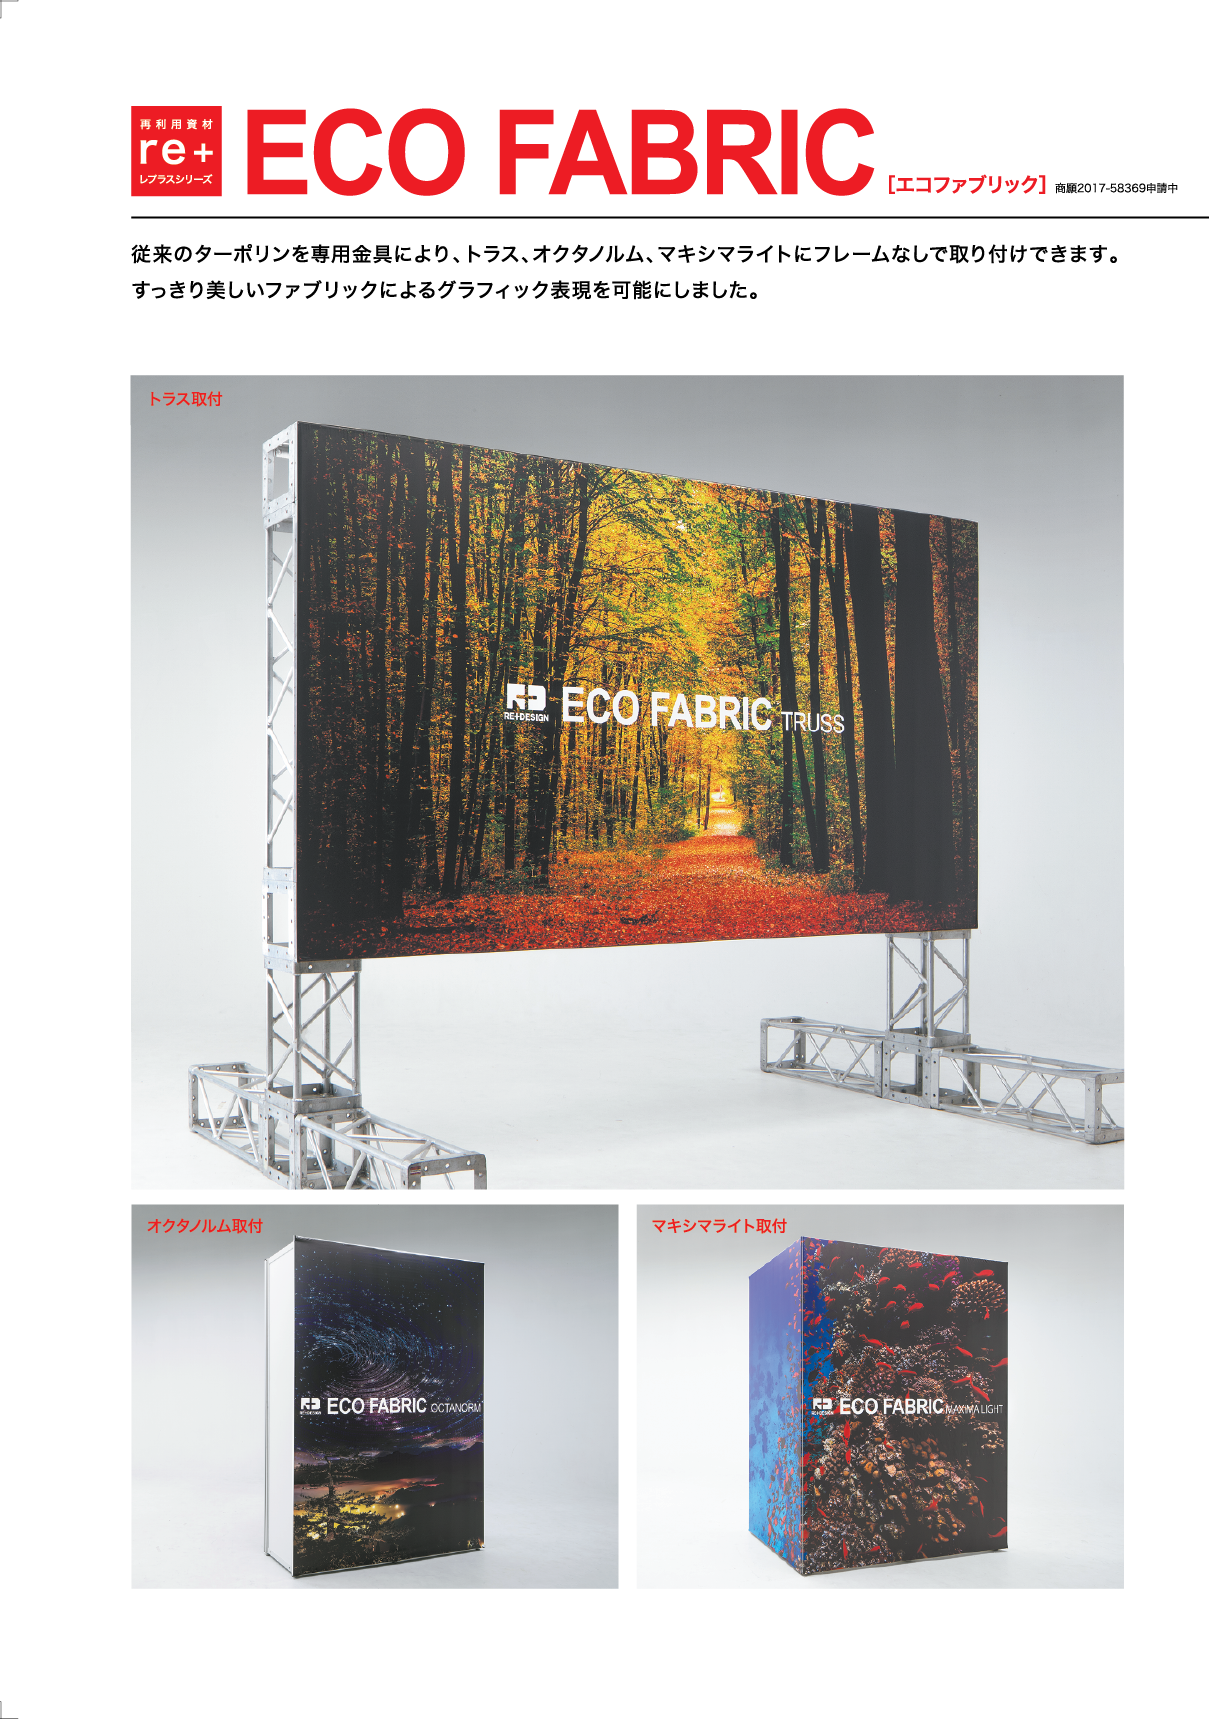 再利用資材
re+
レプラスシリーズ
ECO FABRIC
[エコファブリック] 商願2017-58369申請中
従来のターポリンを専用金具により、トラス、オクタノルム、マキシマライトにフレームなしで取り付けできます。
すっきり美しいファブリックによるグラフィック表現を可能にしました。
トラス取付
RE+DESIGN ECO FABRIC TRUSS
オクタノルム取付
RE+DESIGN ECO FABRIC OCTANORM
マキシマライト取付
RE+DESIGN ECO FABRIC MAXIMA LIGHT